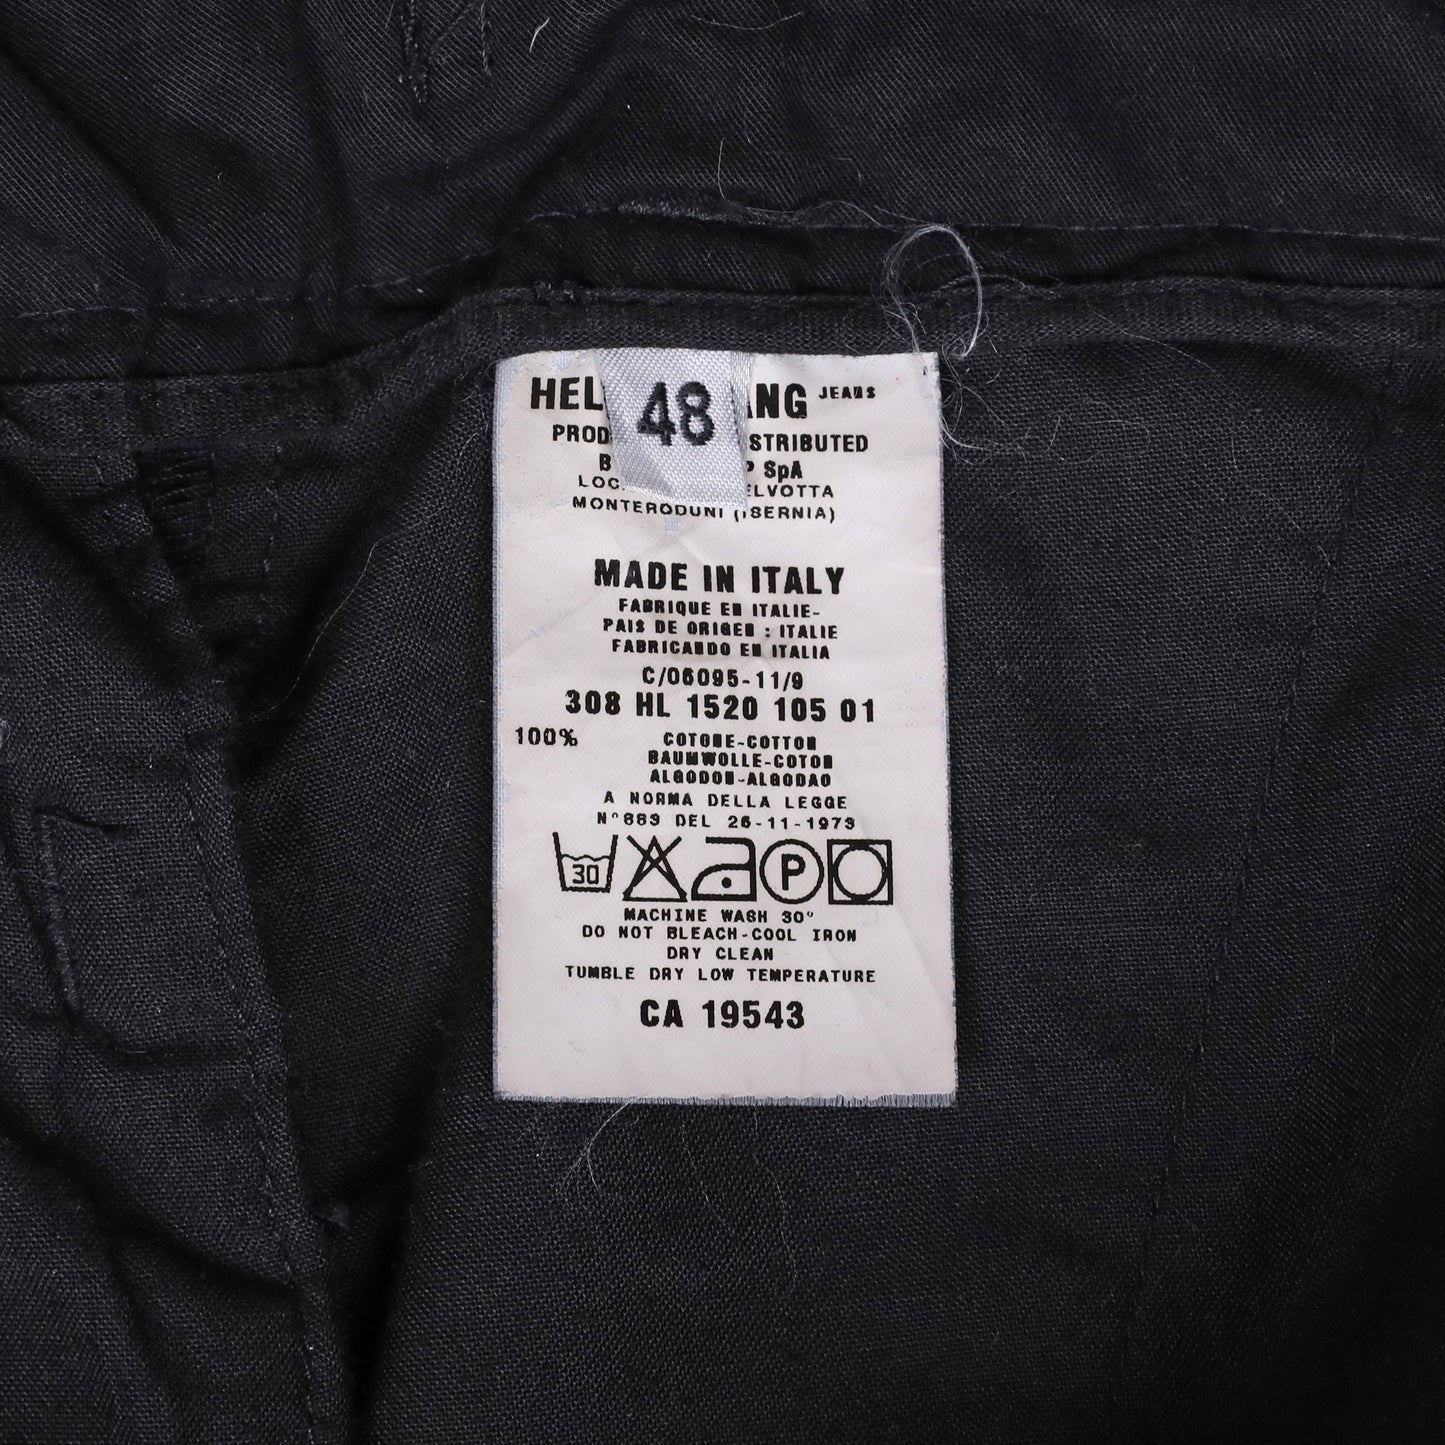 48
HEL ANG JEANS
PROD STRIBUTED
B P SpA
LOC ELVOTTA
MONTERODUNI (ISERNIA)
MADE IN ITALY
FABRIQUE EN ITALIE-
PAIS DE ORIGEN : ITALIE
FABRICANDO EN ITALIA
C/06095-11/9
308 HL 1520 105 01
100% COTONE-COTTON
BAUMWOLLE-COTON
ALGODON-ALGODAO
A NORMA DELLA LEGGE
N°883 DEL 26-11-1973
30 P
MACHINE WASH 30°
DO NOT BLEACH-COOL IRON
DRY CLEAN
TUMBLE DRY LOW TEMPERATURE
CA 19543